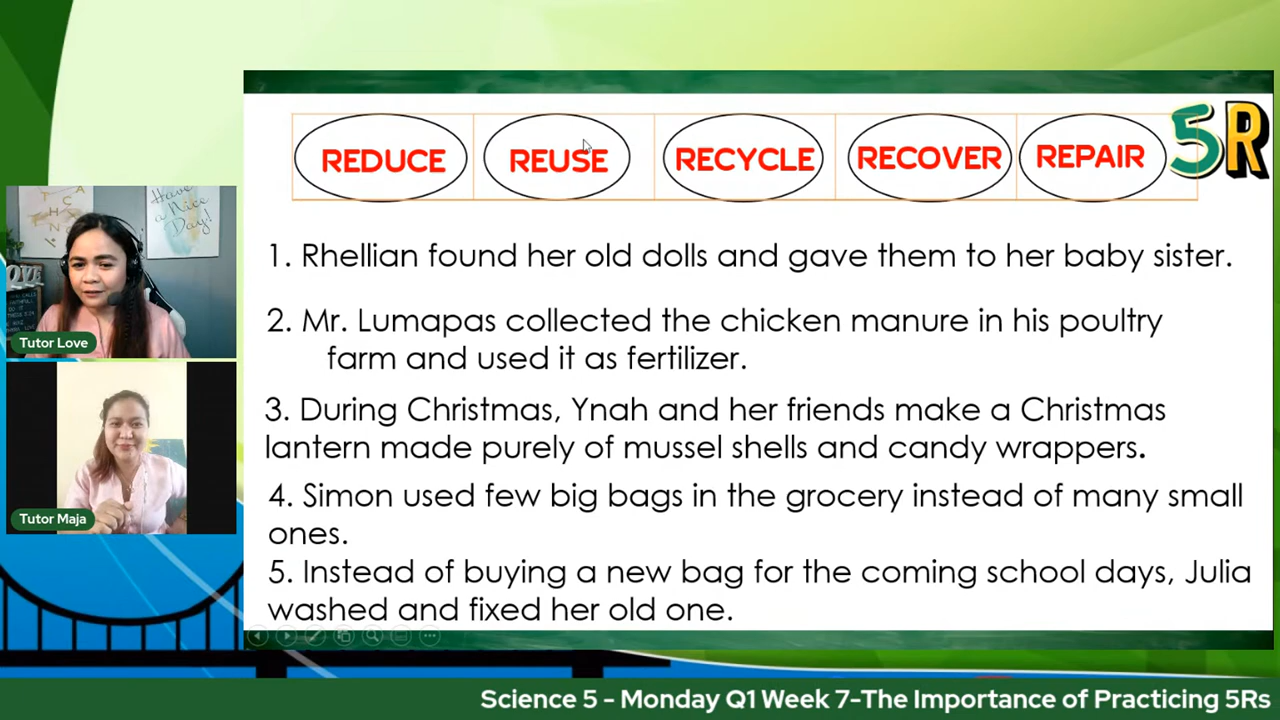 REDUCE REUSE RECYCLE RECOVER REPAIR 5R
1. Rhellian found her old dolls and gave them to her baby sister.
2. Mr. Lumapas collected the chicken manure in his poultry
farm and used it as fertilizer.
3. During Christmas, Ynah and her friends make a Christmas
lantern made purely of mussel shells and candy wrappers.
4. Simon used few big bags in the grocery instead of many small
ones.
5. Instead of buying a new bag for the coming school days, Julia
washed and fixed her old one.
Have
a Nice
Day!
Tutor Love
Tutor Maja
Science 5 - Monday Q1 Week 7-The Importance of Practicing 5Rs